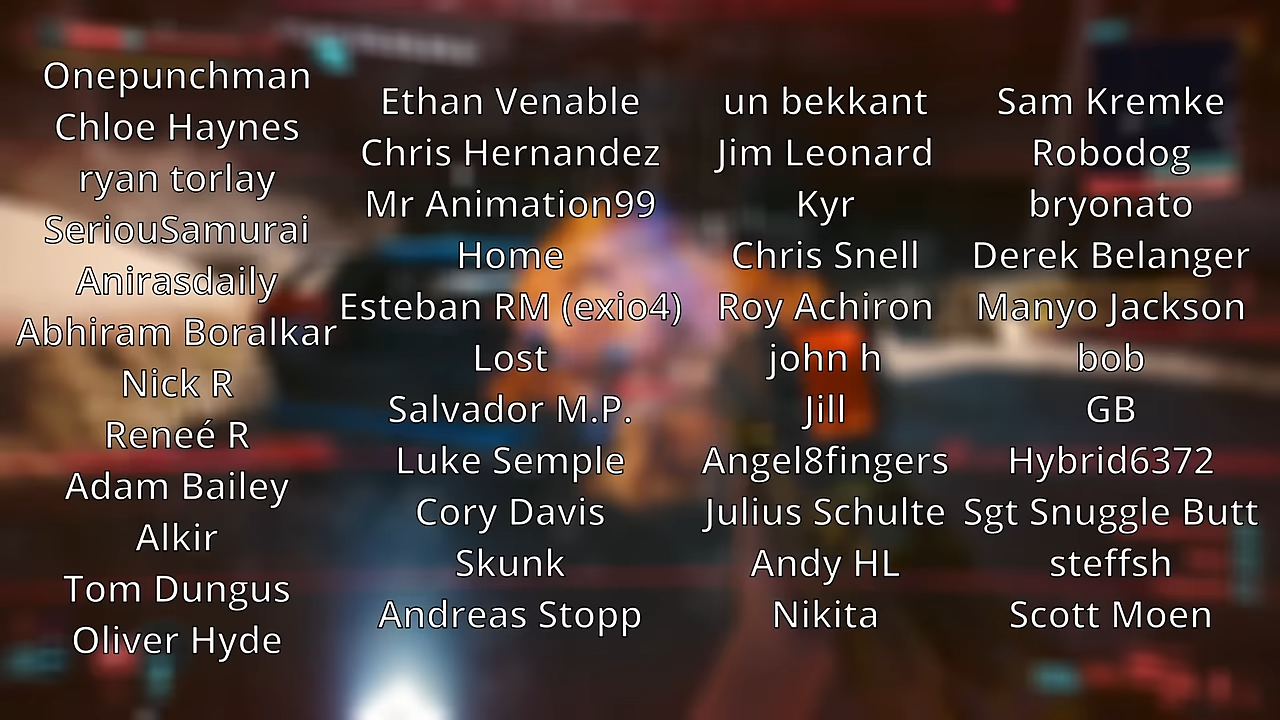 Onepunchman
Chloe Haynes
ryan torlay
SeriouSamurai
Anirasdaily
Abhiram Boralkar
Nick R
Reneé R
Adam Bailey
Alkir
Tom Dungus
Oliver Hyde
Ethan Venable
Chris Hernandez
Mr Animation99
Home
Esteban RM (exio4)
Lost
Salvador M.P.
Luke Semple
Cory Davis
Skunk
Andreas Stopp
un bekkant
Jim Leonard
Kyr
Chris Snell
Roy Achiron
john h
Jill
Angel8fingers
Julius Schulte
Andy HL
Nikita
Sam Kremke
Robodog
bryonato
Derek Belanger
Manyo Jackson
bob
GB
Hybrid6372
Sgt Snuggle Butt
steffsh
Scott Moen